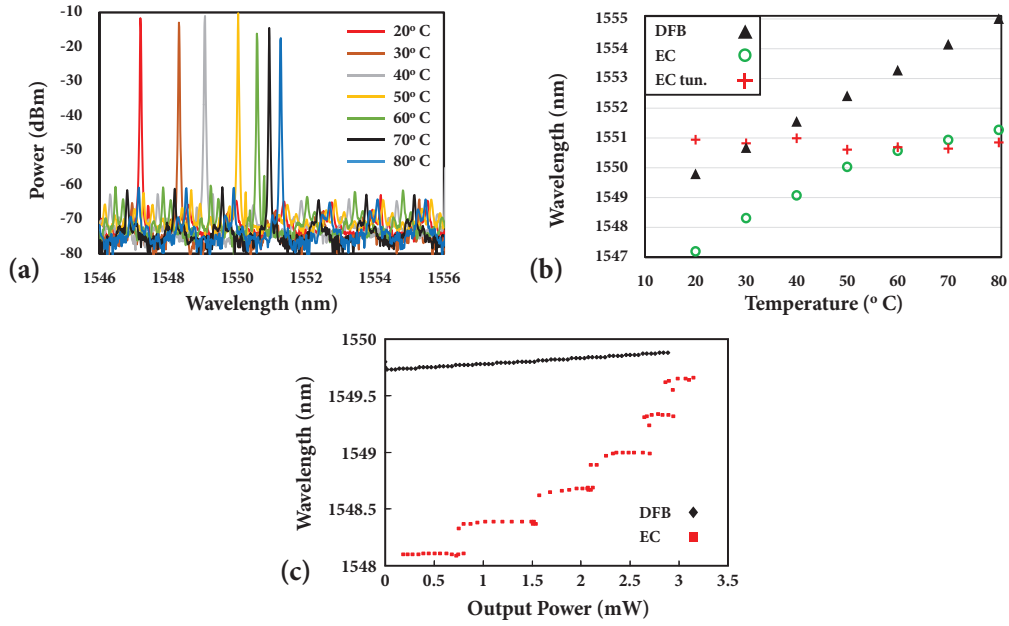 -10
-20
-30
-40
-50
-60
-70
-80
Power (dBm)
20º C
30º C
40º C
50º C
60º C
70º C
80º C
1546 1548 1550 1552 1554 1556
Wavelength (nm)
(a)
1555
1554
1553
1552
1551
1550
1549
1548
1547
Wavelength (nm)
DFB
EC
EC tun.
10 20 30 40 50 60 70 80
Temperature (º C)
(b)
1550
1549.5
1549
1548.5
1548
Wavelength (nm)
DFB
EC
0 0.5 1 1.5 2 2.5 3 3.5
Output Power (mW)
(c)